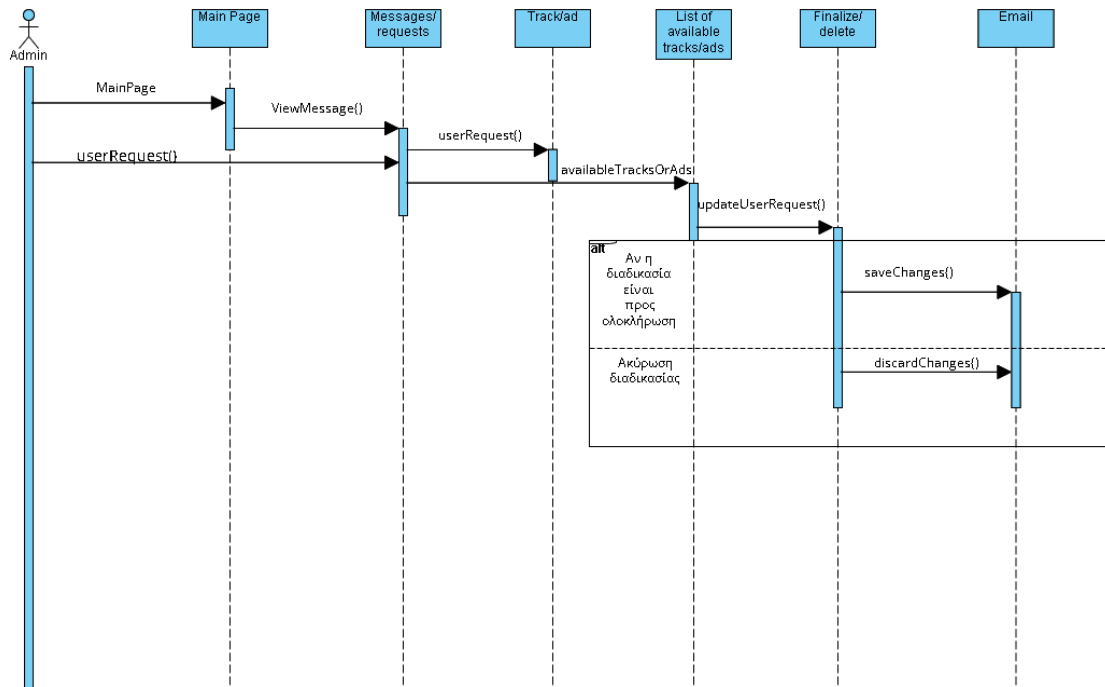 Admin
Main Page
Messages/
requests
Track/ad
List of
available
tracks/ads
Finalize/
delete
Email
MainPage
ViewMessage()
userRequest()
userRequest()
availableTracksOrAds
updateUserRequest()
alt
Αν η
διαδικασία
είναι
προς
ολοκλήρωση
saveChanges()
Ακύρωση
διαδικασίας
discardChanges()